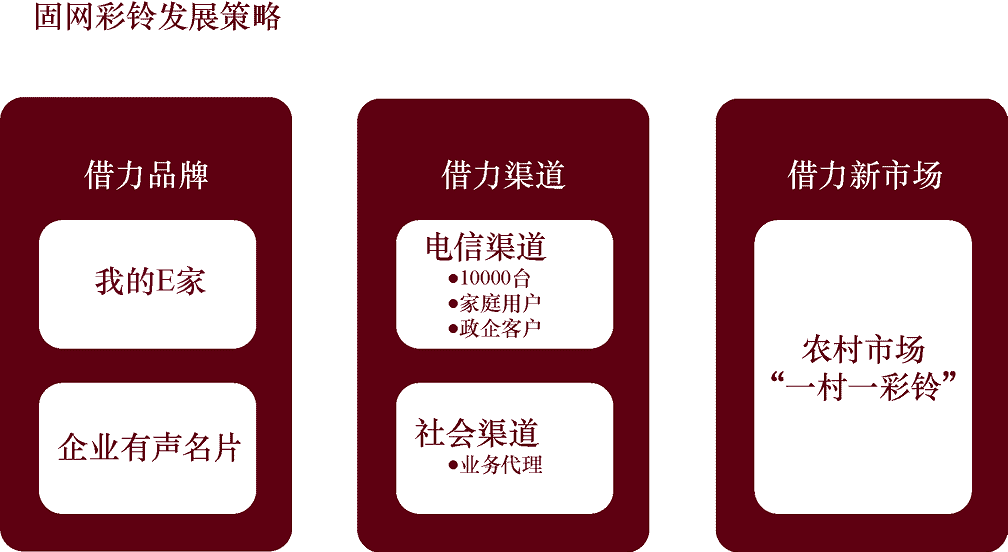 固网彩铃发展策略
借力品牌
我的E家
企业有声名片
借力渠道
电信渠道
●10000台
●家庭用户
●政企客户
社会渠道
●业务代理
借力新市场
农村市场
“一村一彩铃”